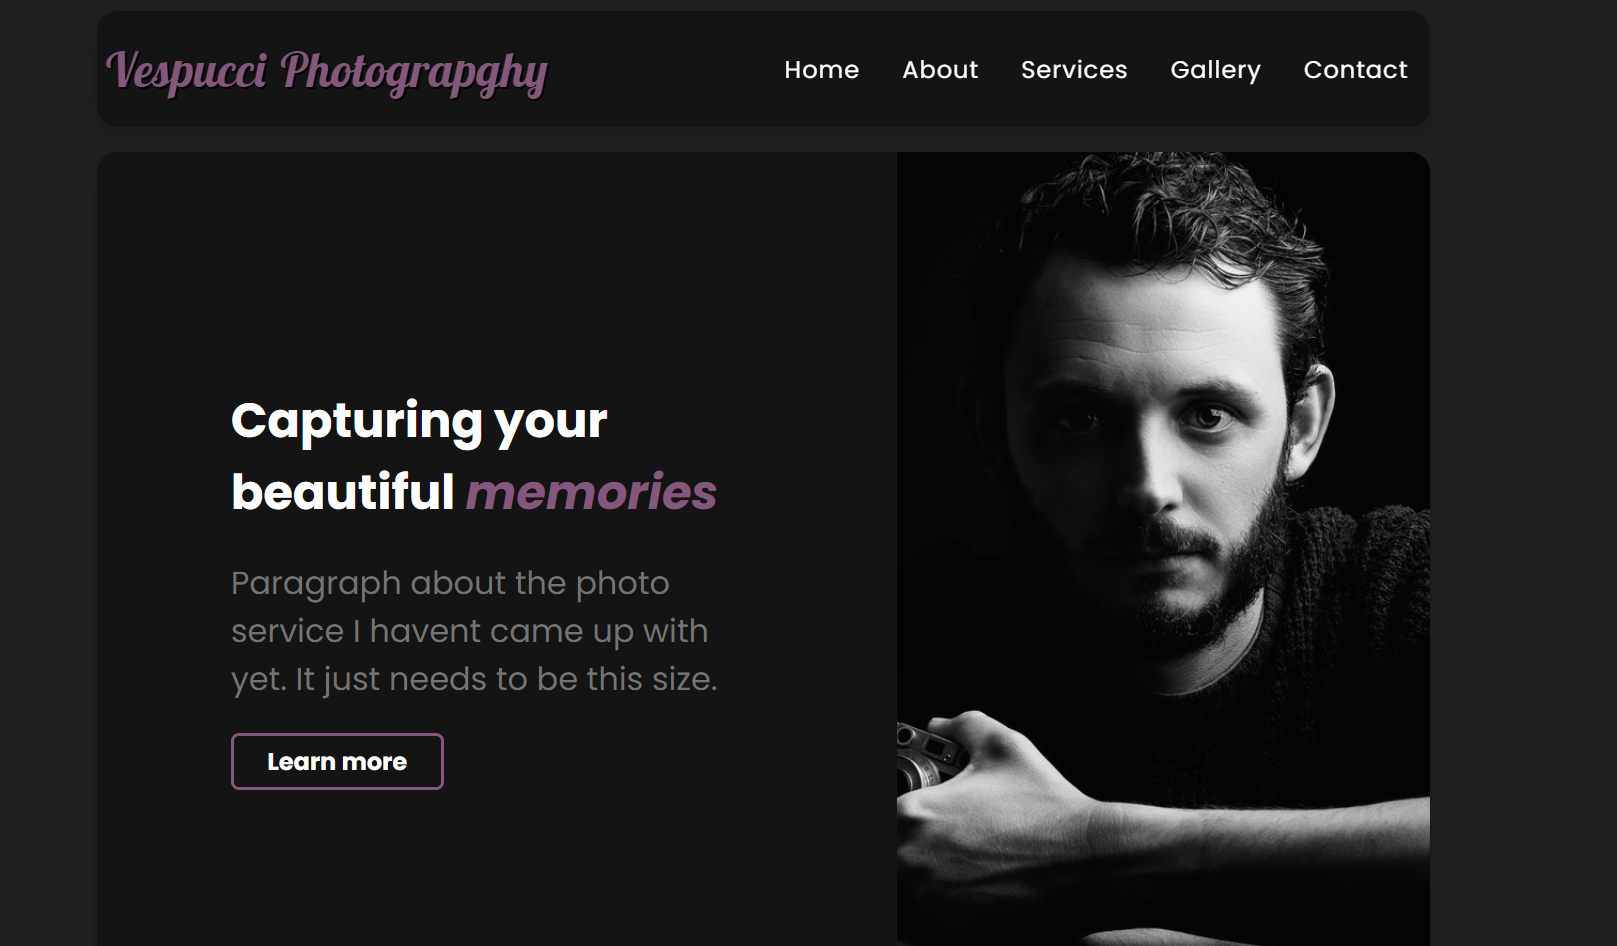 Vespucci Photograpghy
Home About Services Gallery Contact
Capturing your
beautiful memories
Paragraph about the photo
service I havent came up with
yet. It just needs to be this size.
Learn more